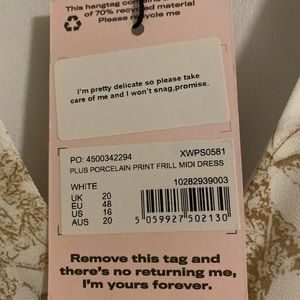 This hangtag contains
of 70% recycled material
Please recycle me
I'm pretty delicate so please take
care of me and I won't snag,promise.
PO: 4500342294 XWPS0581
PLUS PORCELAIN PRINT FRILL MIDI DRESS
WHITE 10282939003
UK 20
EU 48
US 16
AUS 20
5 059927 502130
Remove this tag and
there's no returning me,
I'm yours forever.